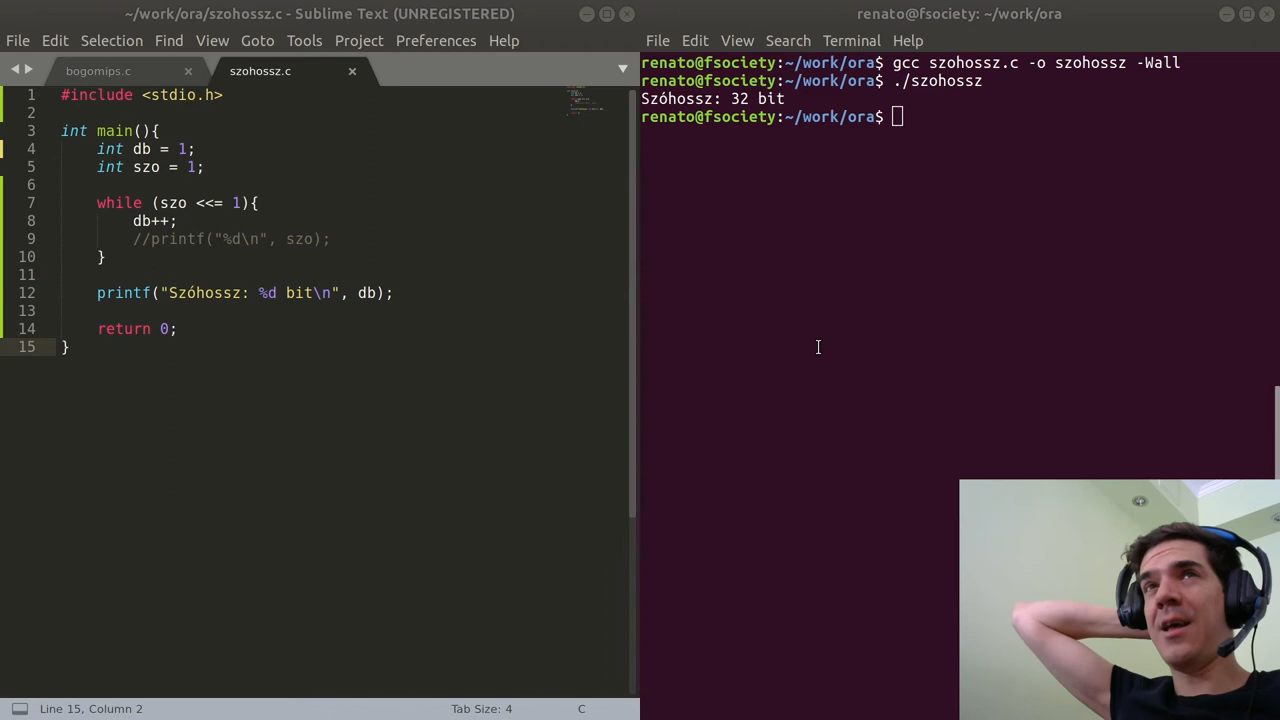 ~/work/ora/szohossz.c - Sublime Text (UNREGISTERED)
File Edit Selection Find View Goto Tools Project Preferences Help
bogomips.c szohossz.c
1 #include <stdio.h>
2
3 int main(){
4 int db = 1;
5 int szo = 1;
6
7 while (szo <<= 1){
8 db++;
9 //printf("%d\n", szo);
10 }
11
12 printf("Szóhossz: %d bit\n", db);
13
14 return 0;
15 }
Line 15, Column 2 Tab Size: 4 C
renato@fsociety: ~/work/ora
File Edit View Search Terminal Help
renato@fsociety:~/work/ora$ gcc szohossz.c -o szohossz -Wall
renato@fsociety:~/work/ora$ ./szohossz
Szóhossz: 32 bit
renato@fsociety:~/work/ora$